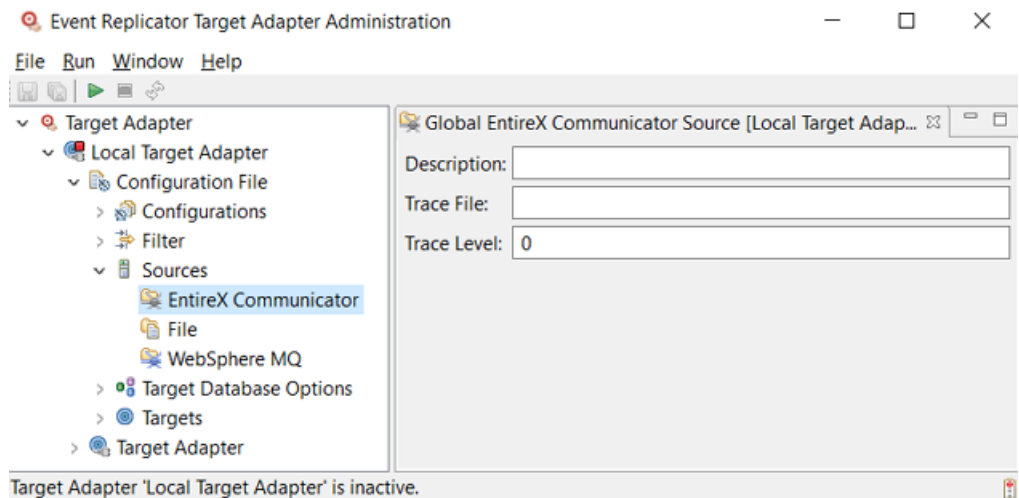 Event Replicator Target Adapter Administration
File Run Window Help
Target Adapter
Local Target Adapter
Configuration File
Configurations
Filter
Sources
EntireX Communicator
File
WebSphere MQ
Target Database Options
Targets
Target Adapter
Global EntireX Communicator Source [Local Target Adap...
Description:
Trace File:
Trace Level: 0
Target Adapter 'Local Target Adapter' is inactive.